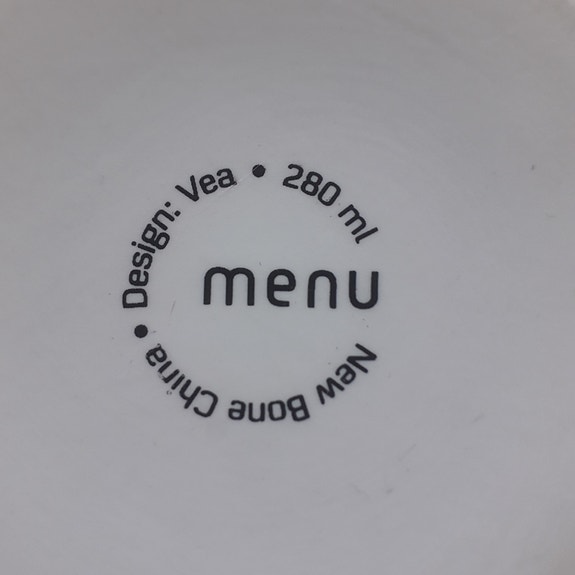 New Bone China • Design: Vea • 280 ml
menu